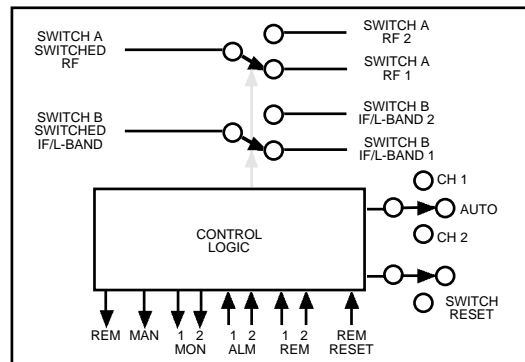 SWITCH A
SWITCHED
RF
SWITCH A
RF 2
SWITCH A
RF 1
SWITCH B
SWITCHED
IF/L-BAND
SWITCH B
IF/L-BAND 2
SWITCH B
IF/L-BAND 1
CONTROL
LOGIC
CH 1
AUTO
CH 2
SWITCH
RESET
REM
MAN
1 2
MON
1 2
ALM
1 2
REM
REM
RESET